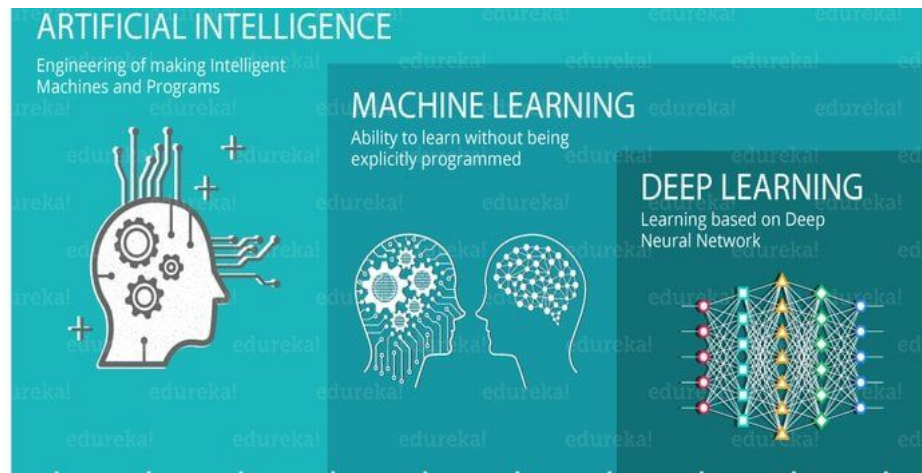 ARTIFICIAL INTELLIGENCE
Engineering of making Intelligent
Machines and Programs
MACHINE LEARNING
Ability to learn without being
explicitly programmed
DEEP LEARNING
Learning based on Deep
Neural Network
edureka!